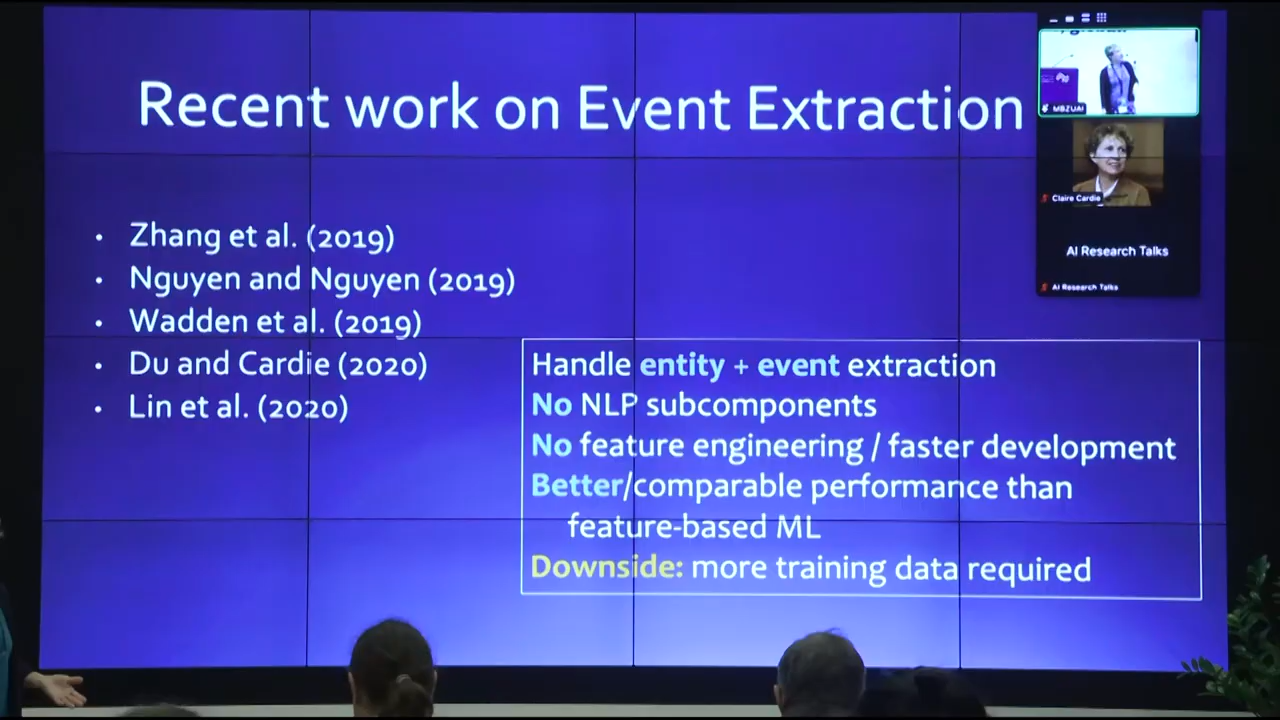 Recent work on Event Extraction
MBZUAI
Claire Cardie
AI Research Talks
AI Research Talks
• Zhang et al. (2019)
• Nguyen and Nguyen (2019)
• Wadden et al. (2019)
• Du and Cardie (2020)
• Lin et al. (2020)
Handle entity + event extraction
No NLP subcomponents
No feature engineering / faster development
Better/comparable performance than
feature-based ML
Downside: more training data required